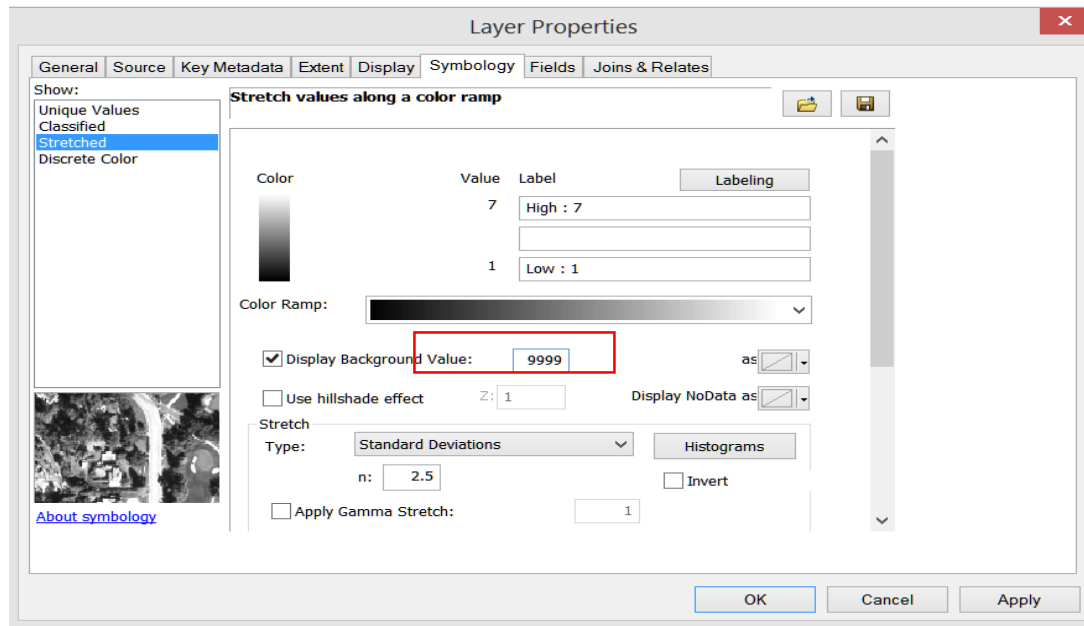 Layer Properties
General Source Key Metadata Extent Display Symbology Fields Joins & Relates
Show:
Unique Values
Classified
Stretched
Discrete Color
Stretch values along a color ramp
Color Value Label Labeling
7 High : 7
1 Low : 1
Color Ramp:
Display Background Value: 9999 as
Use hillshade effect Z: 1 Display NoData as
Stretch
Type: Standard Deviations Histograms
n: 2.5 Invert
Apply Gamma Stretch: 1
About symbology
OK Cancel Apply